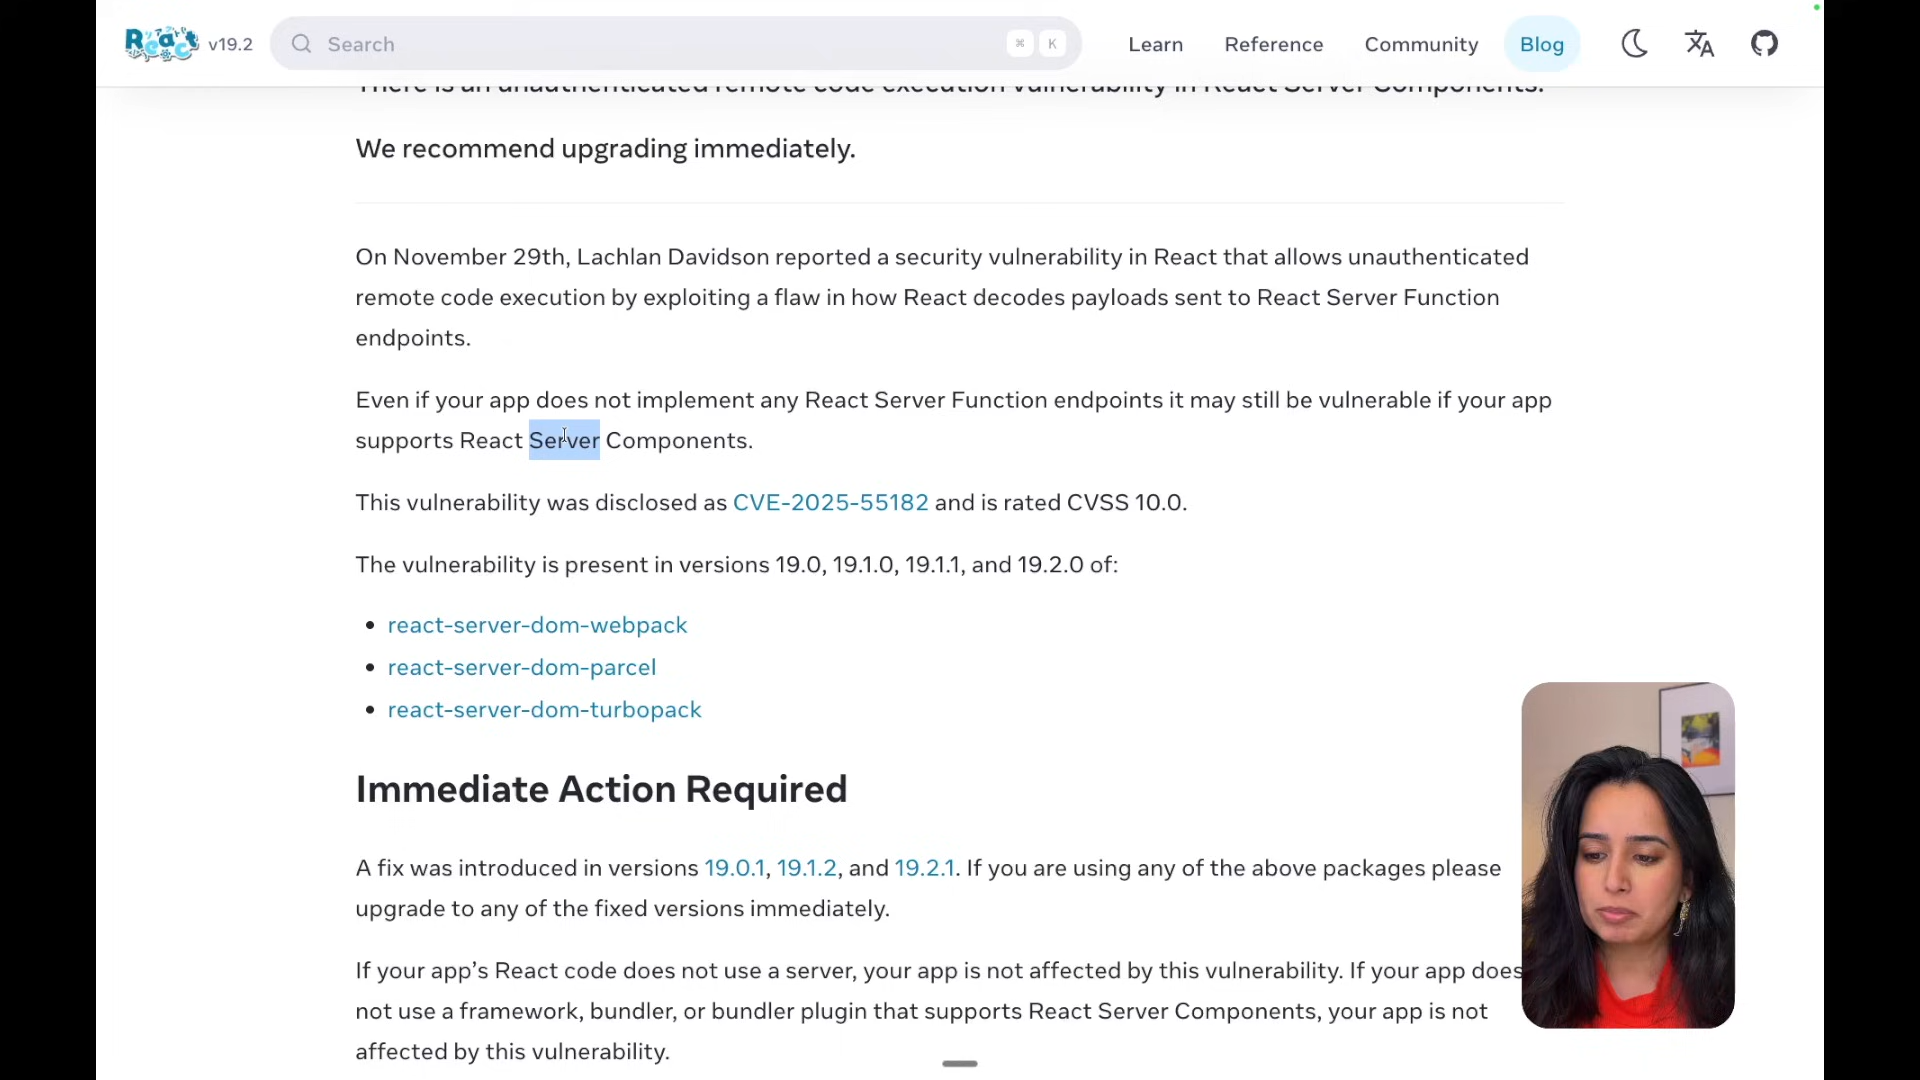 React v19.2 Search ⌘ K Learn Reference Community Blog
There is an unauthenticated remote code execution vulnerability in React Server Components.
We recommend upgrading immediately.
On November 29th, Lachlan Davidson reported a security vulnerability in React that allows unauthenticated
remote code execution by exploiting a flaw in how React decodes payloads sent to React Server Function
endpoints.
Even if your app does not implement any React Server Function endpoints it may still be vulnerable if your app
supports React Server Components.
This vulnerability was disclosed as CVE-2025-55182 and is rated CVSS 10.0.
The vulnerability is present in versions 19.0, 19.1.0, 19.1.1, and 19.2.0 of:
• react-server-dom-webpack
• react-server-dom-parcel
• react-server-dom-turbopack
Immediate Action Required
A fix was introduced in versions 19.0.1, 19.1.2, and 19.2.1. If you are using any of the above packages please
upgrade to any of the fixed versions immediately.
If your app’s React code does not use a server, your app is not affected by this vulnerability. If your app does
not use a framework, bundler, or bundler plugin that supports React Server Components, your app is not
affected by this vulnerability.